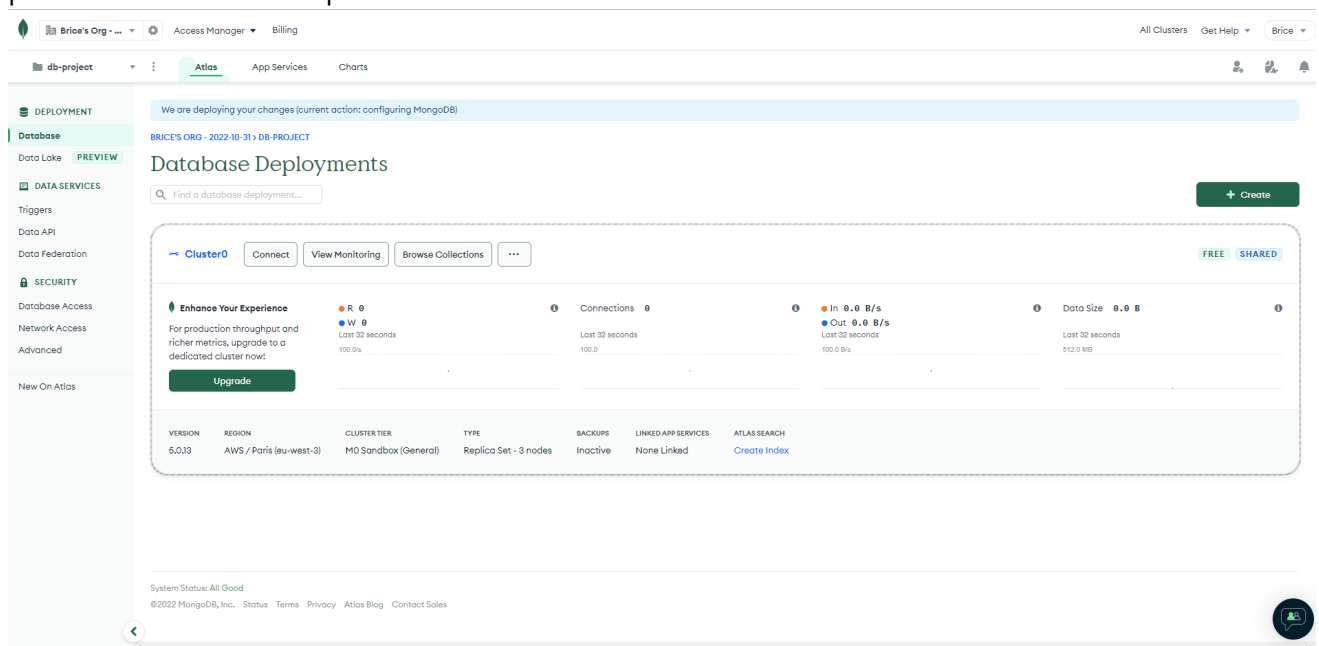 Brice's Org - ...
Access Manager
Billing
All Clusters
Get Help
Brice
db-project
Atlas
App Services
Charts
DEPLOYMENT
Database
Data Lake PREVIEW
DATA SERVICES
Triggers
Data API
Data Federation
SECURITY
Database Access
Network Access
Advanced
New On Atlas
We are deploying your changes (current action: configuring MongoDB)
BRICE'S ORG - 2022-10-31 > DB-PROJECT
Database Deployments
Find a database deployment...
+ Create
Cluster0
Connect
View Monitoring
Browse Collections
...
FREE
SHARED
Enhance Your Experience
For production throughput and
richer metrics, upgrade to a
dedicated cluster now!
Upgrade
R 0
W 0
Last 32 seconds
100.0/s
Connections 0
Last 32 seconds
100.0
In 0.0 B/s
Out 0.0 B/s
Last 32 seconds
100.0 B/s
Data Size 0.0 B
Last 32 seconds
512.0 MB
VERSION
5.0.13
REGION
AWS / Paris (eu-west-3)
CLUSTER TIER
M0 Sandbox (General)
TYPE
Replica Set - 3 nodes
BACKUPS
Inactive
LINKED APP SERVICES
None Linked
ATLAS SEARCH
Create Index
System Status: All Good
©2022 MongoDB, Inc. Status Terms Privacy Atlas Blog Contact Sales